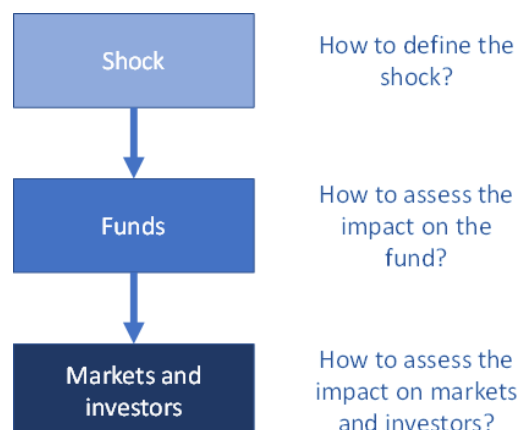 Shock
How to define the
shock?
Funds
How to assess the
impact on the
fund?
Markets and
investors
How to assess the
impact on markets
and investors?